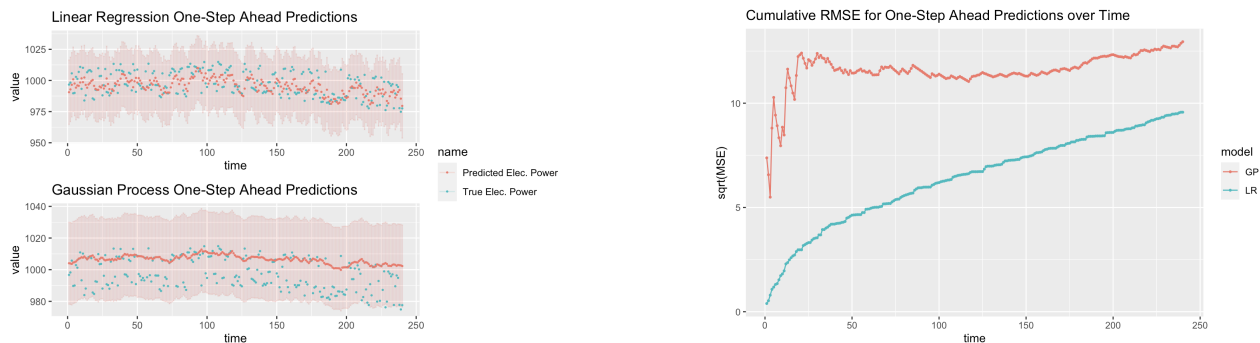 Linear Regression One-Step Ahead Predictions
1025
1000
975
950
value
0 50 100 150 200 250
time
Gaussian Process One-Step Ahead Predictions
1040
1020
1000
980
value
0 50 100 150 200 250
time
name
Predicted Elec. Power
True Elec. Power
Cumulative RMSE for One-Step Ahead Predictions over Time
10
5
0
sqrt(MSE)
0 50 100 150 200 250
time
model
GP
LR